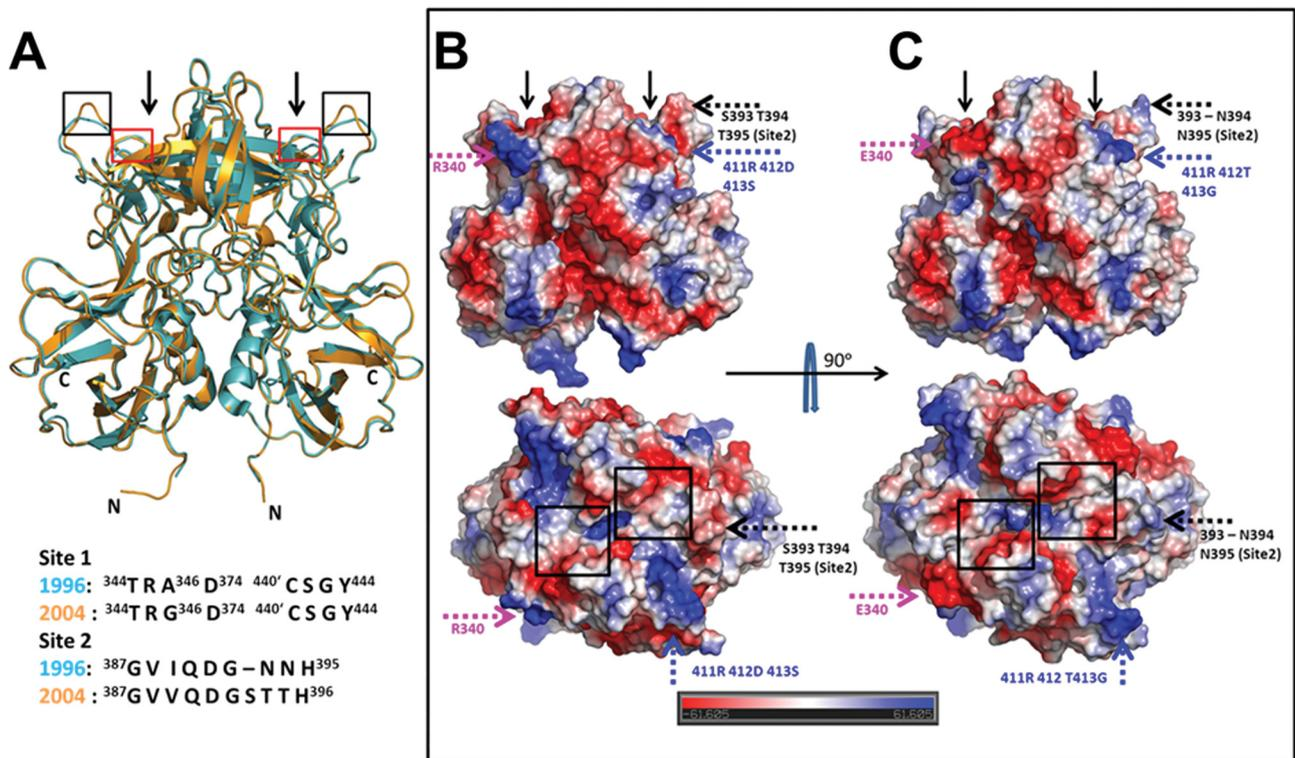 A
B
C
S393 T394
T395 (Site2)
R340
411R 412D
413S
393 – N394
N395 (Site2)
E340
411R 412T
413G
C
C
90º
N
N
S393 T394
T395 (Site2)
R340
411R 412D 413S
393 – N394
N395 (Site2)
E340
411R 412 T413G
-61.605 61.605
Site 1
1996: ³⁴⁴T R A³⁴⁶ D³⁷⁴ ⁴⁴⁰′ C S G Y⁴⁴⁴
2004: ³⁴⁴T R G³⁴⁶ D³⁷⁴ ⁴⁴⁰′ C S G Y⁴⁴⁴
Site 2
1996: ³⁸⁷G V I Q D G – N N H³⁹⁵
2004 : ³⁸⁷G V V Q D G S T T H³⁹⁶